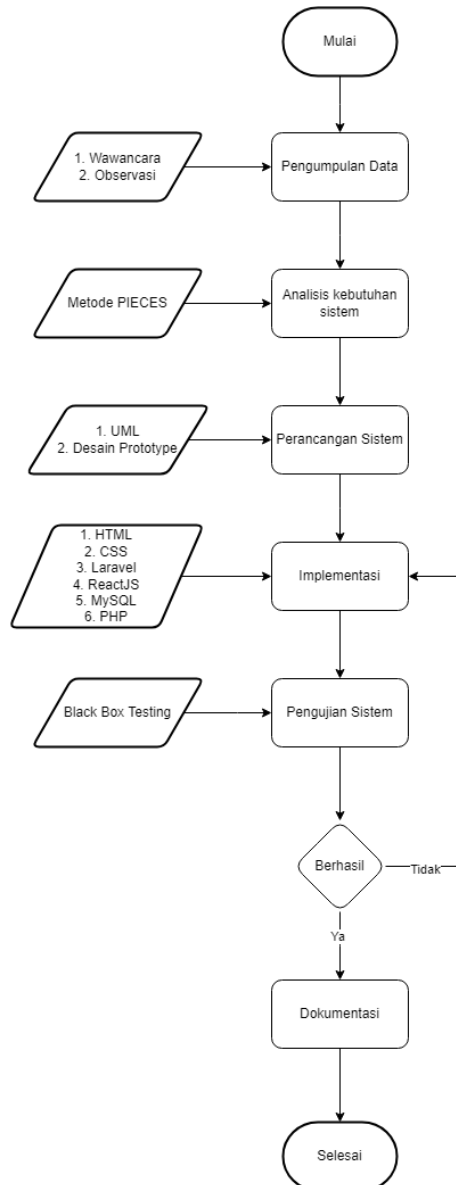 Mulai
1. Wawancara
2. Observasi
Pengumpulan Data
Metode PIECES
Analisis kebutuhan
sistem
1. UML
2. Desain Prototype
Perancangan Sistem
1. HTML
2. CSS
3. Laravel
4. ReactJS
5. MySQL
6. PHP
Implementasi
Black Box Testing
Pengujian Sistem
Berhasil
Tidak
Ya
Dokumentasi
Selesai